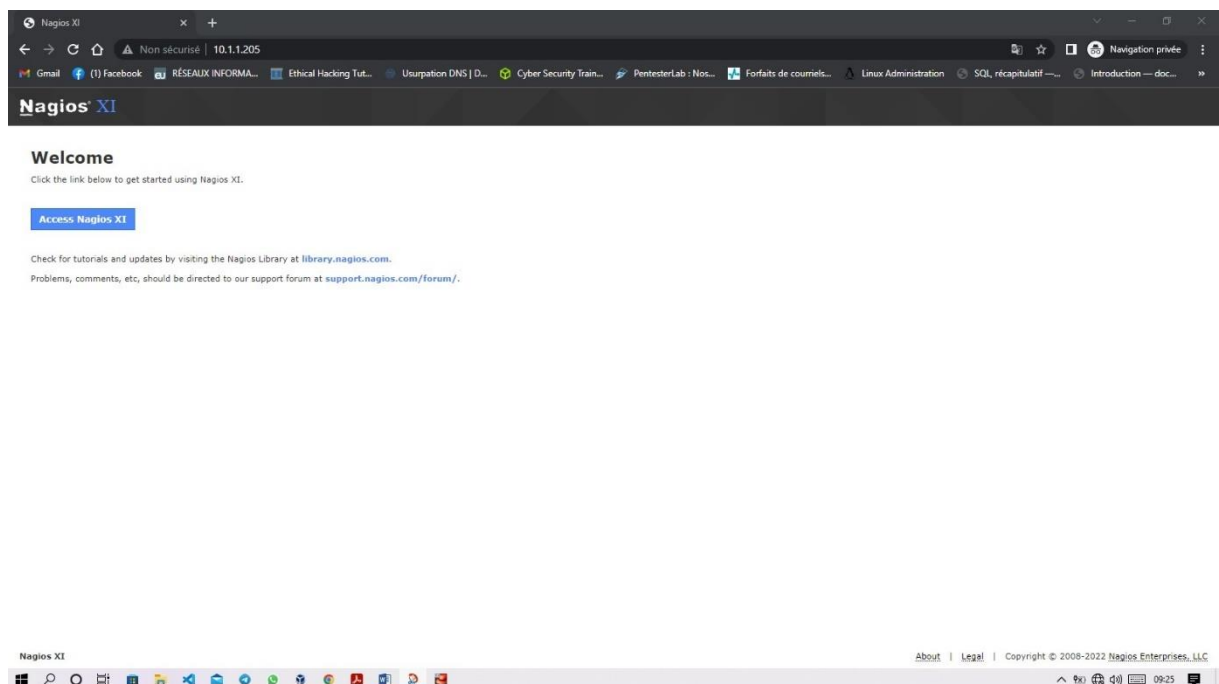 Nagios XI
Non sécurisé | 10.1.1.205
Navigation privée
Gmail
(1) Facebook
RÉSEAUX INFORMA...
Ethical Hacking Tut...
Usurpation DNS | D...
Cyber Security Train...
PentesterLab : Nos...
Forfaits de courriels...
Linux Administration
SQL, récapitulatif —...
Introduction — doc...
»
Nagios® XI
Welcome
Click the link below to get started using Nagios XI.
Access Nagios XI
Check for tutorials and updates by visiting the Nagios Library at library.nagios.com.
Problems, comments, etc, should be directed to our support forum at support.nagios.com/forum/.
Nagios XI
About | Legal | Copyright © 2008-2022 Nagios Enterprises, LLC
09:25